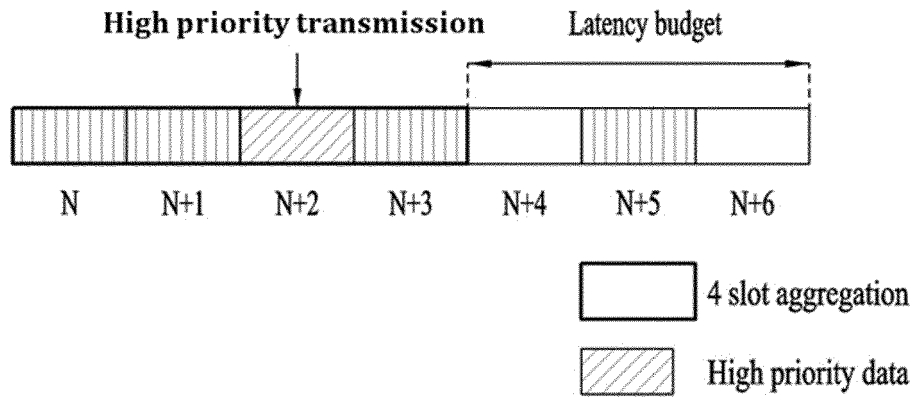 High priority transmission
Latency budget
N N+1 N+2 N+3 N+4 N+5 N+6
4 slot aggregation
High priority data